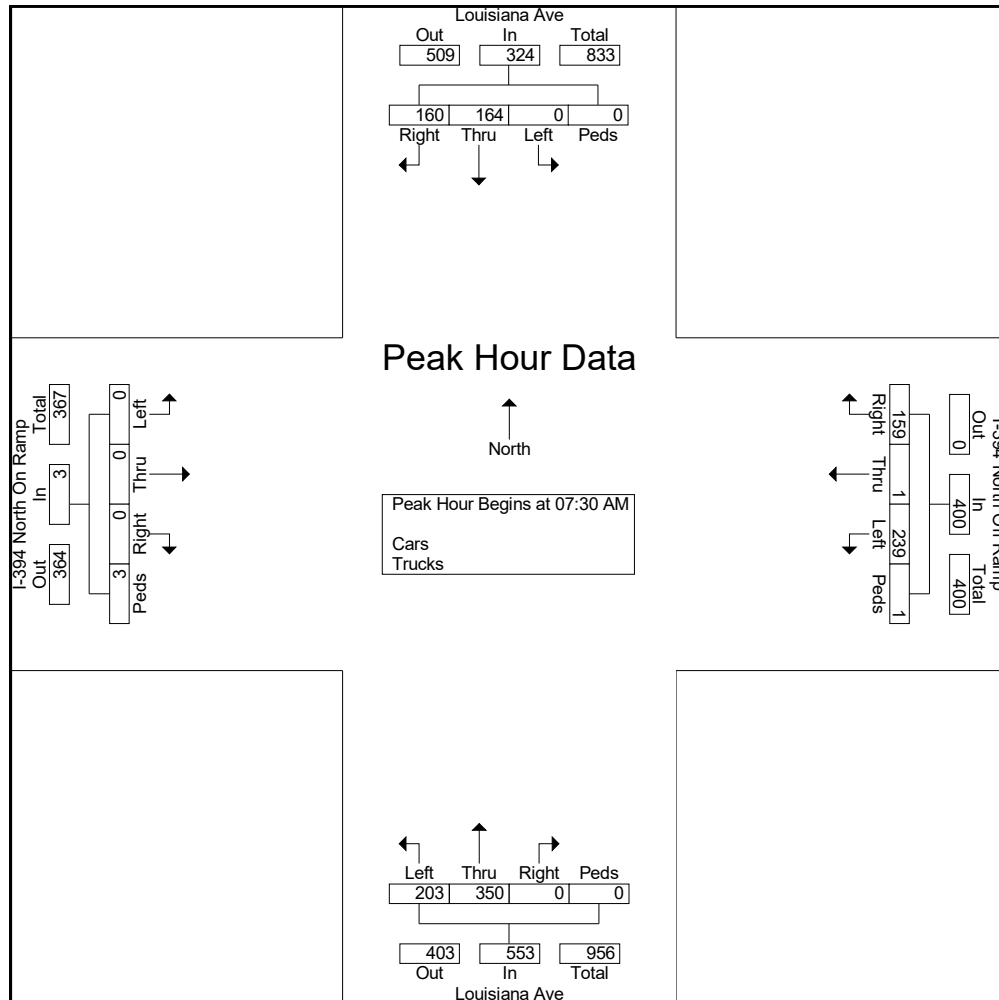 Louisiana Ave
Out In Total
509 324 833
160 164 0 0
Right Thru Left Peds
Peak Hour Data
North
Peak Hour Begins at 07:30 AM
Cars
Trucks
I-394 North On Ramp
Total In Out
367 3 364
0 0 0 3
Left Thru Right Peds
I-394 North On Ramp
Out In Total
0 400 400
159 1 239 1
Right Thru Left Peds
Left Thru Right Peds
203 350 0 0
403 553 956
Out In Total
Louisiana Ave